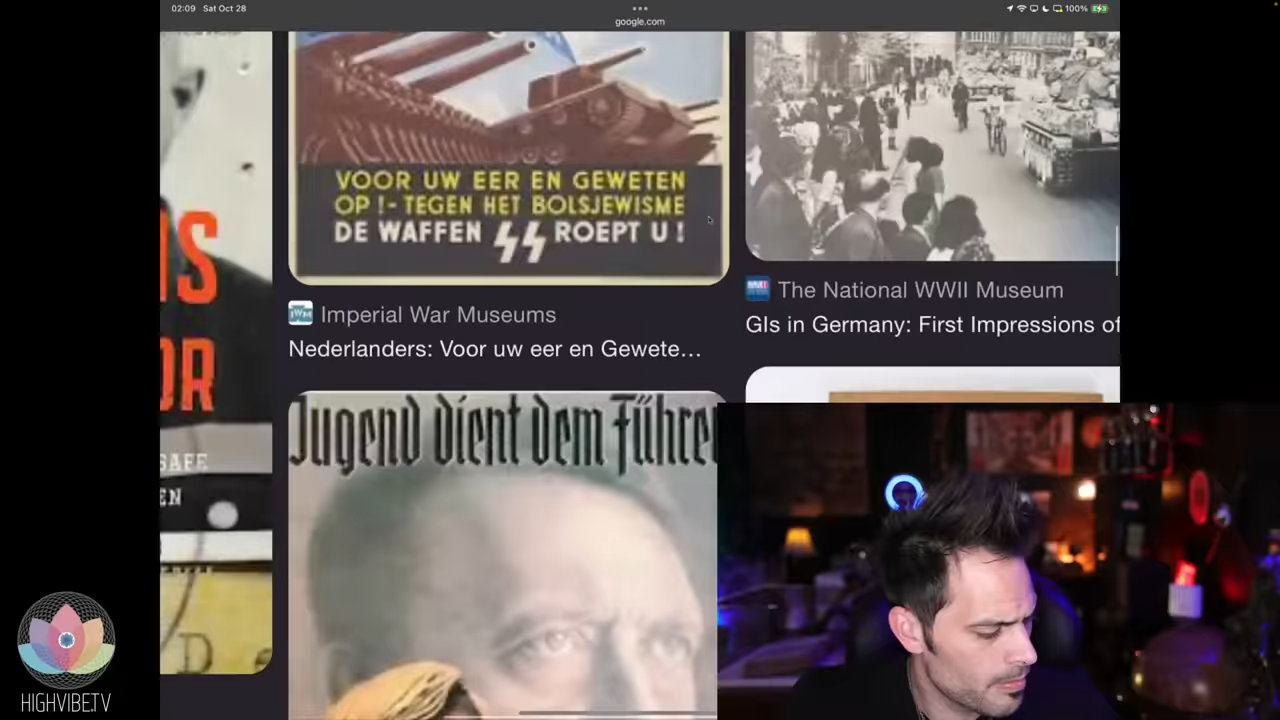 02:09 Sat Oct 28
google.com
100%
VOOR UW EER EN GEWETEN
OP !- TEGEN HET BOLSJEWISME
DE WAFFEN SS ROEPT U !
IWM Imperial War Museums
Nederlanders: Voor uw eer en Gewete...
The National WWII Museum
GIs in Germany: First Impressions of
Jugend dient dem Führer
HIGHVIBE.TV